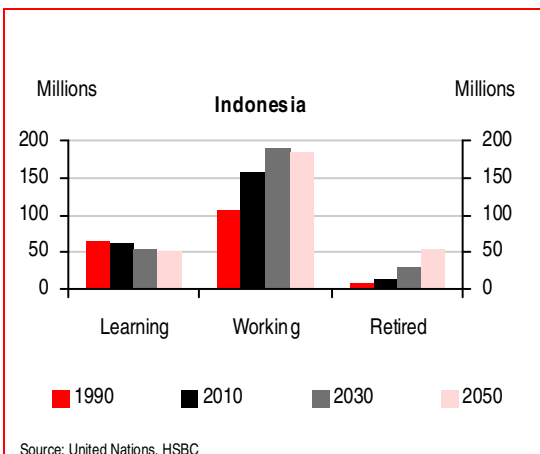 Millions Millions
Indonesia
200 200
150 150
100 100
50 50
0 0
Learning Working Retired
1990 2010 2030 2050
Source: United Nations, HSBC